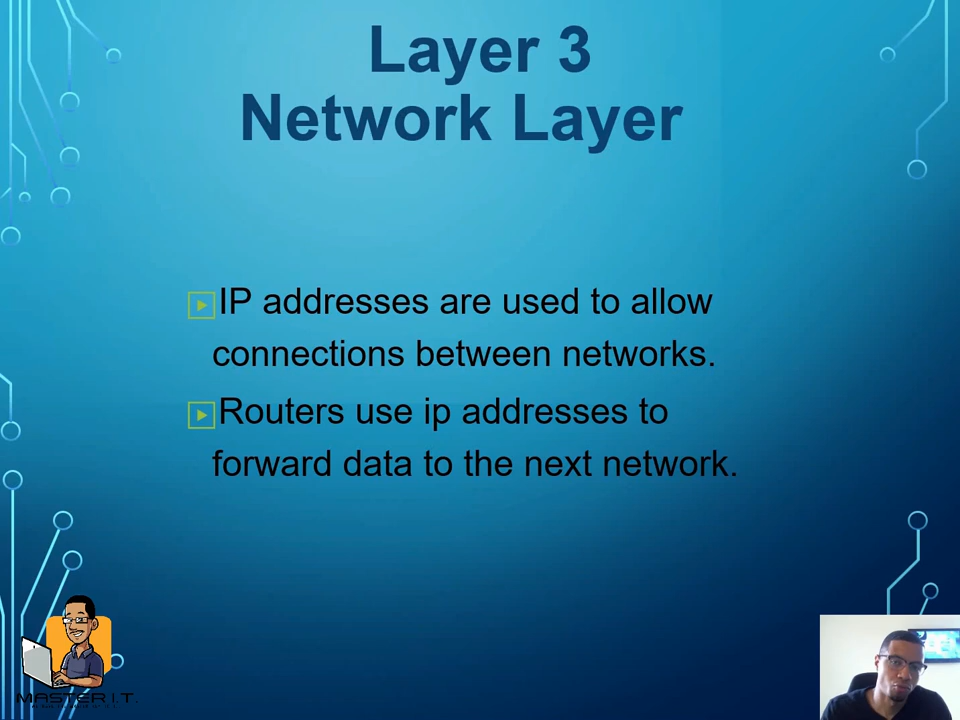 Layer 3
Network Layer
IP addresses are used to allow
connections between networks.
Routers use ip addresses to
forward data to the next network.
MASTER I.T.